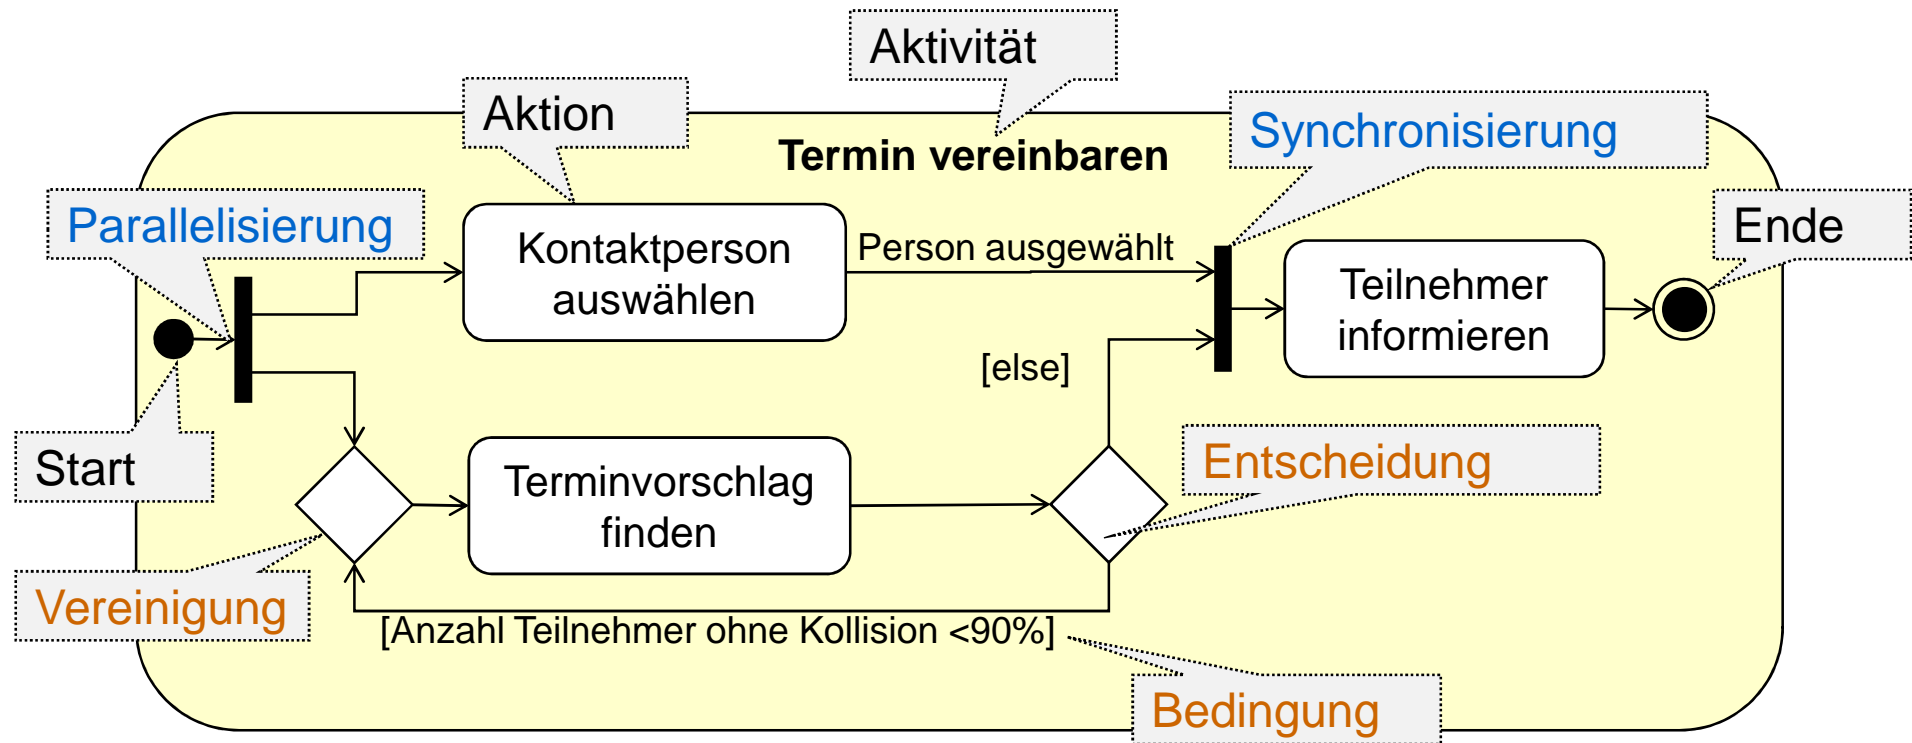 Aktivität
Aktion
Synchronisierung
Termin vereinbaren
Parallelisierung
Kontaktperson
auswählen
Person ausgewählt
Ende
Teilnehmer
informieren
[else]
Start
Terminvorschlag
finden
Entscheidung
Vereinigung
[Anzahl Teilnehmer ohne Kollision <90%]
Bedingung